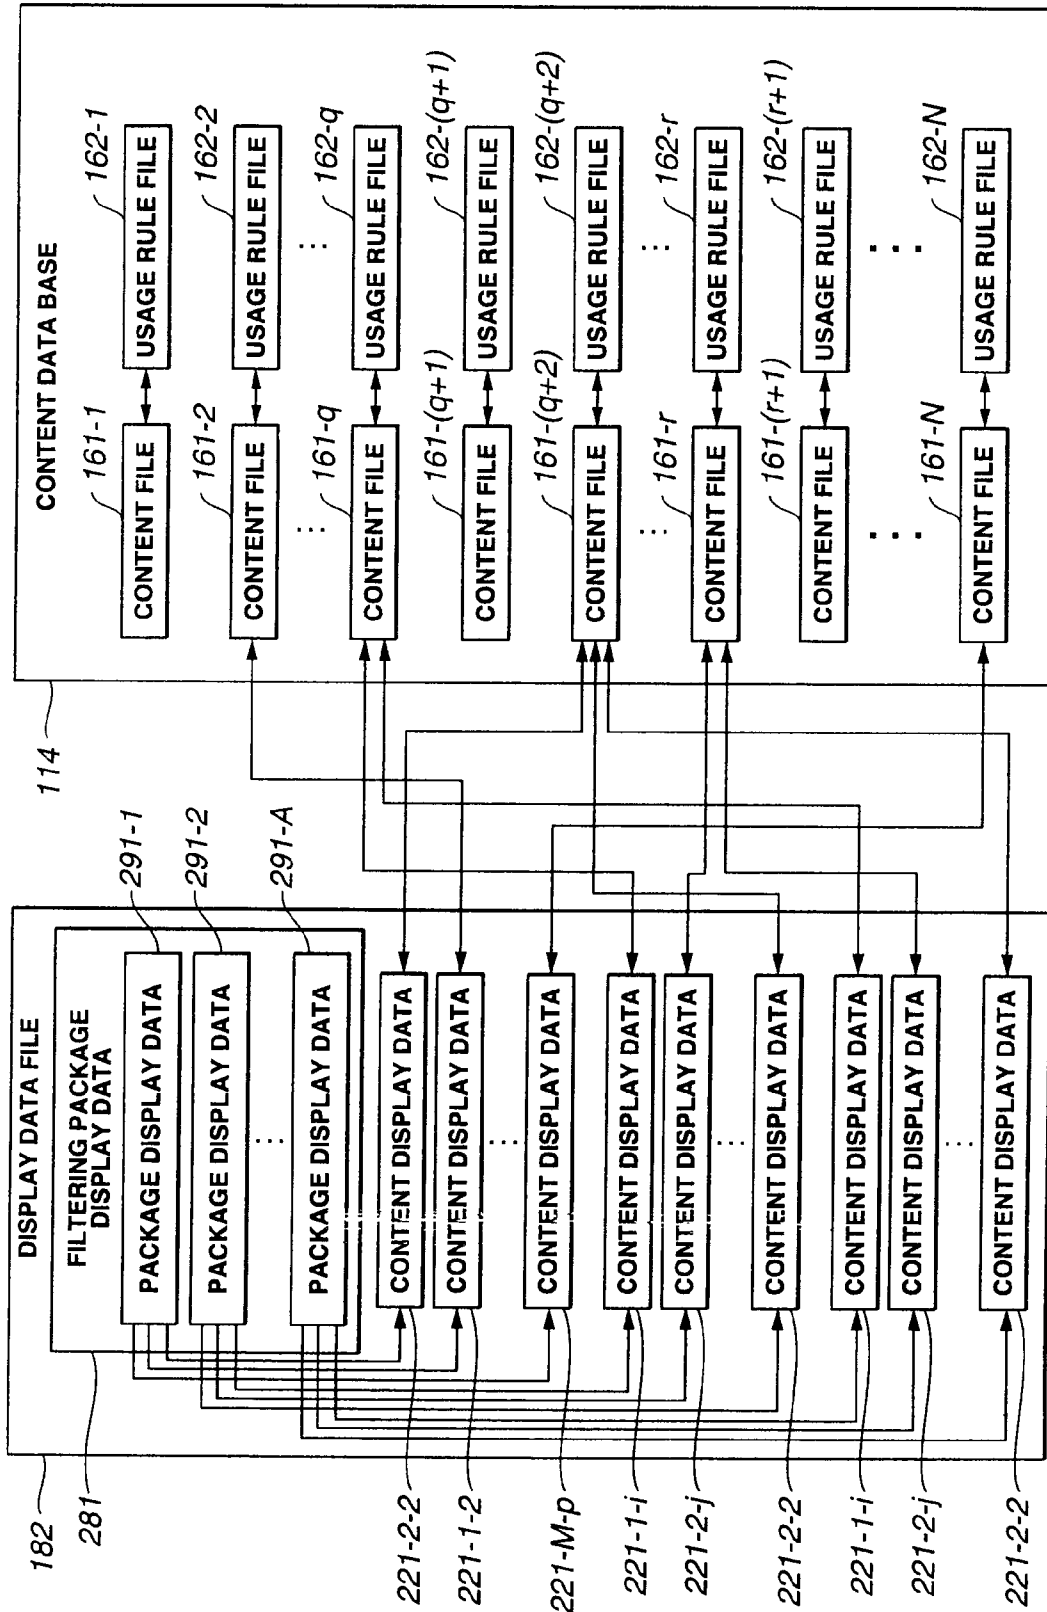 DISPLAY DATA FILE
FILTERING PACKAGE
DISPLAY DATA
PACKAGE DISPLAY DATA
PACKAGE DISPLAY DATA
...
PACKAGE DISPLAY DATA
CONTENT DISPLAY DATA
CONTENT DISPLAY DATA
...
CONTENT DISPLAY DATA
CONTENT DISPLAY DATA
CONTENT DISPLAY DATA
...
CONTENT DISPLAY DATA
CONTENT DISPLAY DATA
CONTENT DISPLAY DATA
...
CONTENT DISPLAY DATA
182
281
291-1
291-2
291-A
221-2-2
221-1-2
221-M-p
221-1-i
221-2-j
221-2-2
221-1-i
221-2-j
221-2-2
114
CONTENT DATA BASE
161-1
CONTENT FILE
162-1
USAGE RULE FILE
161-2
CONTENT FILE
162-2
USAGE RULE FILE
...
...
161-q
CONTENT FILE
162-q
USAGE RULE FILE
161-(q+1)
CONTENT FILE
162-(q+1)
USAGE RULE FILE
161-(q+2)
CONTENT FILE
162-(q+2)
USAGE RULE FILE
...
...
161-r
CONTENT FILE
162-r
USAGE RULE FILE
161-(r+1)
CONTENT FILE
162-(r+1)
USAGE RULE FILE
...
...
161-N
CONTENT FILE
162-N
USAGE RULE FILE